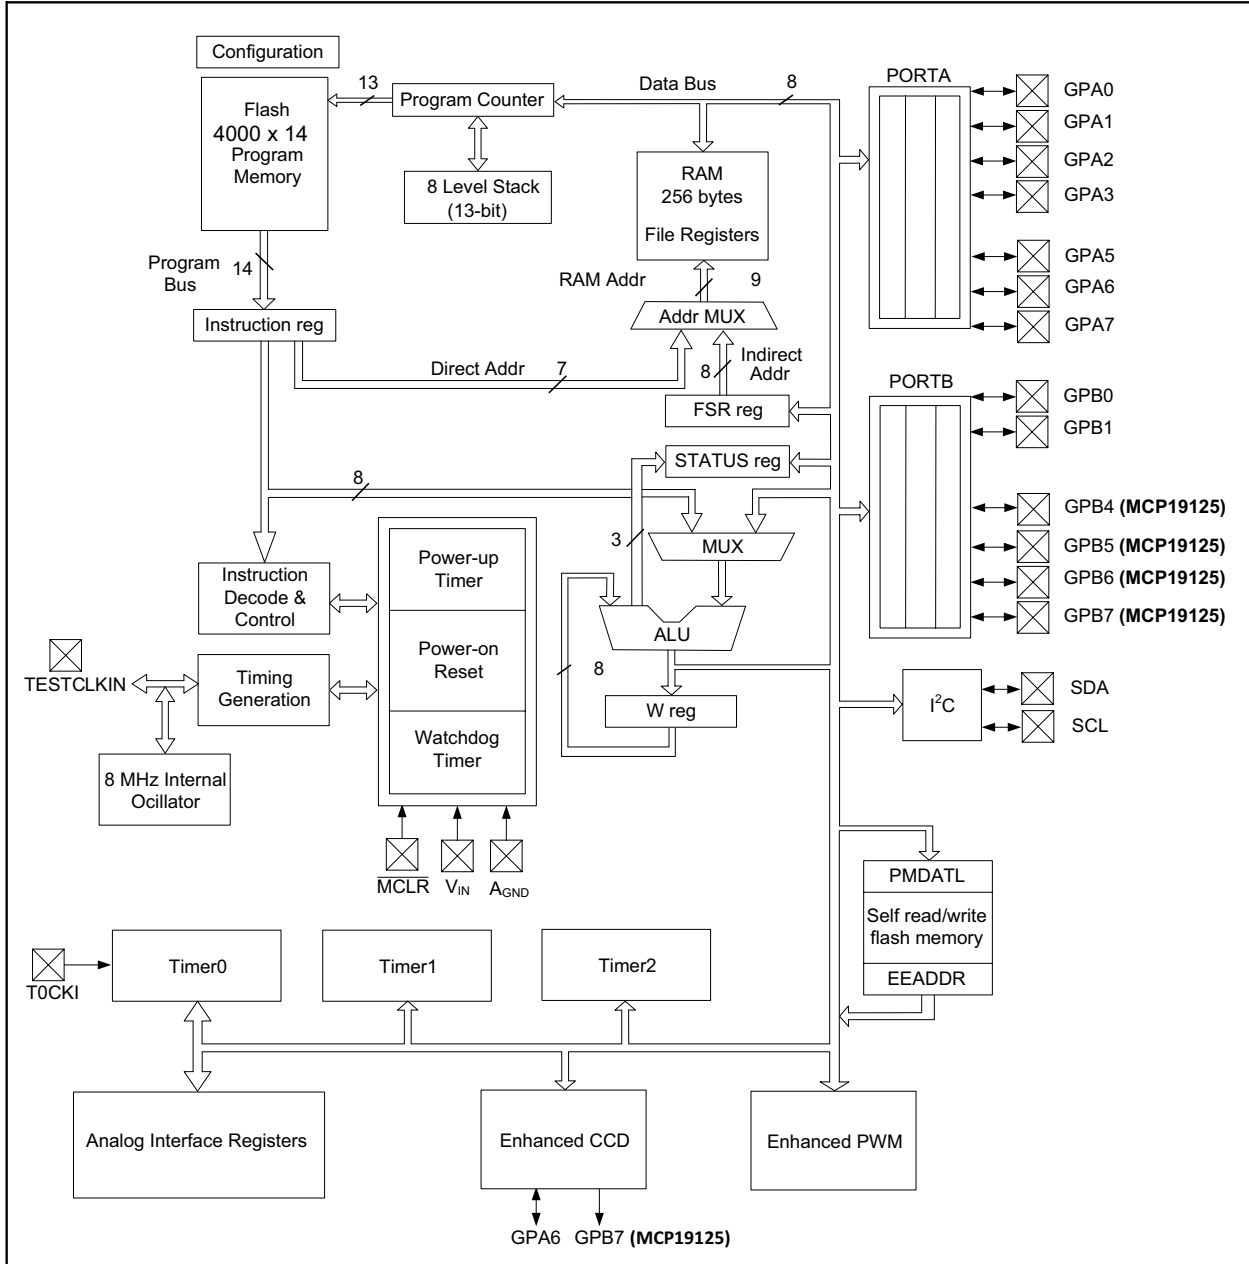 Configuration
Flash
4000 x 14
Program
Memory
13
Program Counter
8 Level Stack
(13-bit)
Data Bus
8
RAM
256 bytes
File Registers
PORTA
GPA0
GPA1
GPA2
GPA3
GPA5
GPA6
GPA7
Program
Bus
14
RAM Addr
9
Addr MUX
Instruction reg
Direct Addr
7
8
Indirect
Addr
FSR reg
STATUS reg
PORTB
GPB0
GPB1
GPB4 (MCP19125)
GPB5 (MCP19125)
GPB6 (MCP19125)
GPB7 (MCP19125)
8
3
MUX
Instruction
Decode &
Control
Power-up
Timer
Power-on
Reset
Watchdog
Timer
ALU
8
W reg
TESTCLKIN
Timing
Generation
8 MHz Internal
Ocillator
MCLR
VIN
AGND
I²C
SDA
SCL
PMDATL
Self read/write
flash memory
EEADDR
T0CKI
Timer0
Timer1
Timer2
Analog Interface Registers
Enhanced CCD
Enhanced PWM
GPA6
GPB7 (MCP19125)